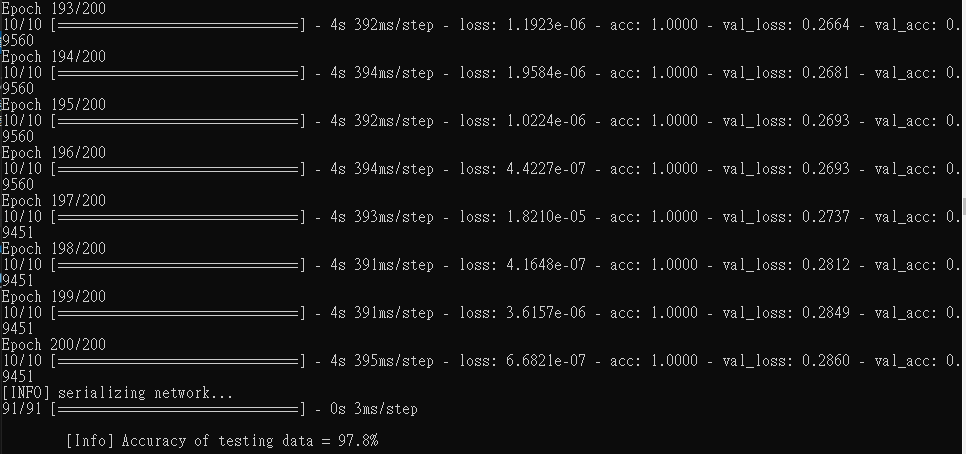 Epoch 193/200
10/10 [==============================] - 4s 392ms/step - loss: 1.1923e-06 - acc: 1.0000 - val_loss: 0.2664 - val_acc: 0.
9560
Epoch 194/200
10/10 [==============================] - 4s 394ms/step - loss: 1.9584e-06 - acc: 1.0000 - val_loss: 0.2681 - val_acc: 0.
9560
Epoch 195/200
10/10 [==============================] - 4s 392ms/step - loss: 1.0224e-06 - acc: 1.0000 - val_loss: 0.2693 - val_acc: 0.
9560
Epoch 196/200
10/10 [==============================] - 4s 394ms/step - loss: 4.4227e-07 - acc: 1.0000 - val_loss: 0.2693 - val_acc: 0.
9560
Epoch 197/200
10/10 [==============================] - 4s 393ms/step - loss: 1.8210e-05 - acc: 1.0000 - val_loss: 0.2737 - val_acc: 0.
9451
Epoch 198/200
10/10 [==============================] - 4s 391ms/step - loss: 4.1648e-07 - acc: 1.0000 - val_loss: 0.2812 - val_acc: 0.
9451
Epoch 199/200
10/10 [==============================] - 4s 391ms/step - loss: 3.6157e-06 - acc: 1.0000 - val_loss: 0.2849 - val_acc: 0.
9451
Epoch 200/200
10/10 [==============================] - 4s 395ms/step - loss: 6.6821e-07 - acc: 1.0000 - val_loss: 0.2860 - val_acc: 0.
9451
[INFO] serializing network...
91/91 [==============================] - 0s 3ms/step
[Info] Accuracy of testing data = 97.8%